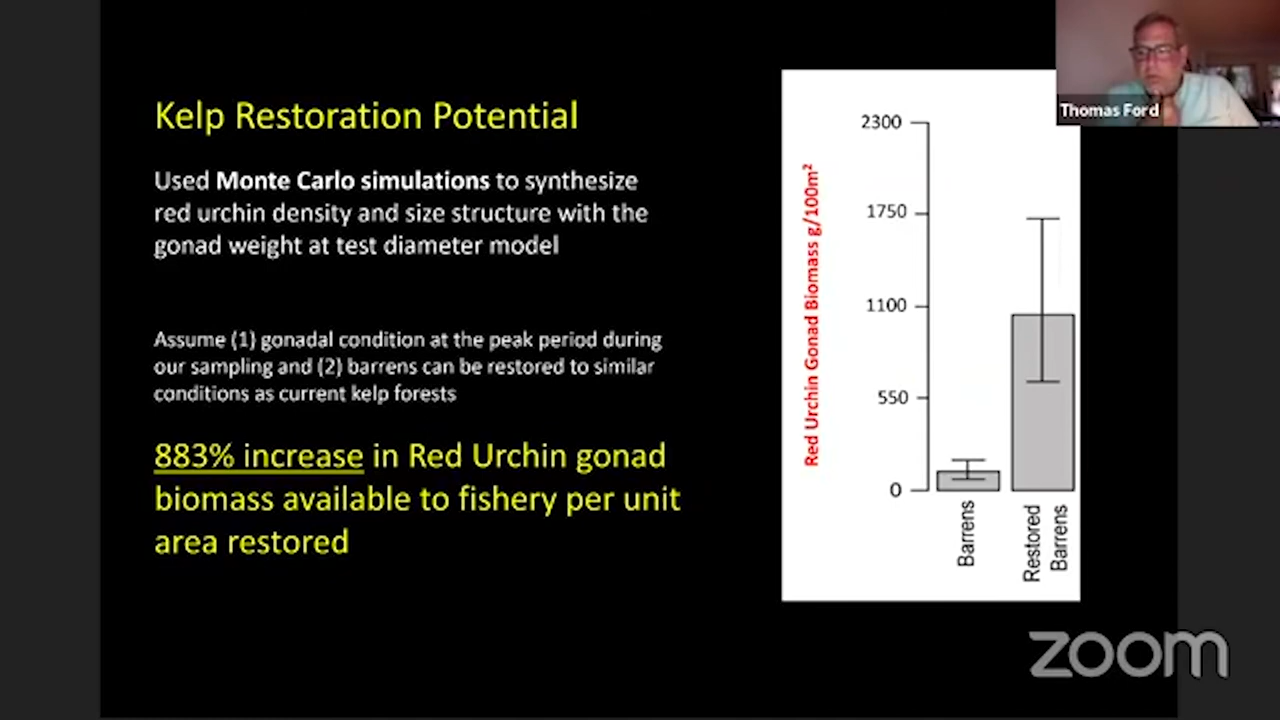 Kelp Restoration Potential
Used Monte Carlo simulations to synthesize
red urchin density and size structure with the
gonad weight at test diameter model
Assume (1) gonadal condition at the peak period during
our sampling and (2) barrens can be restored to similar
conditions as current kelp forests
883% increase in Red Urchin gonad
biomass available to fishery per unit
area restored
Red Urchin Gonad Biomass g/100m²
2300
1750
1100
550
0
Barrens
Restored
Barrens
Thomas Ford
zoom